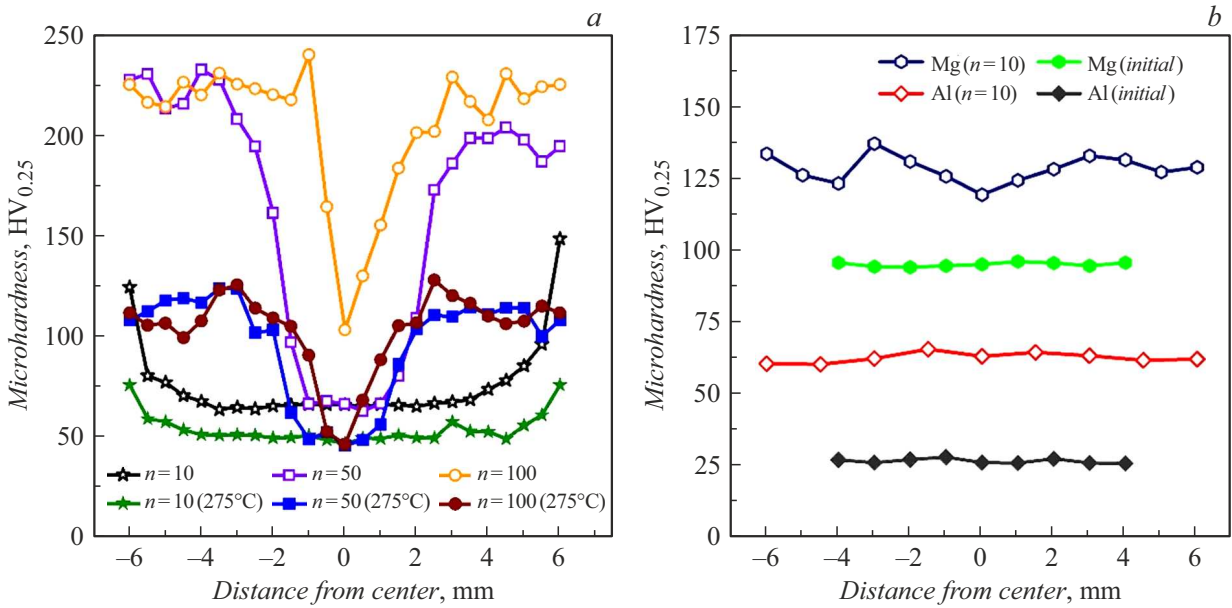 a
Microhardness, HV0.25
250
200
150
100
50
0
n=10
n=50
n=100
n=10 (275°C)
n=50 (275°C)
n=100 (275°C)
–6
–4
–2
0
2
4
6
Distance from center, mm
b
Microhardness, HV0.25
175
150
125
100
75
50
25
0
Mg (n=10)
Mg (initial)
Al (n=10)
Al (initial)
–6
–4
–2
0
2
4
6
Distance from center, mm